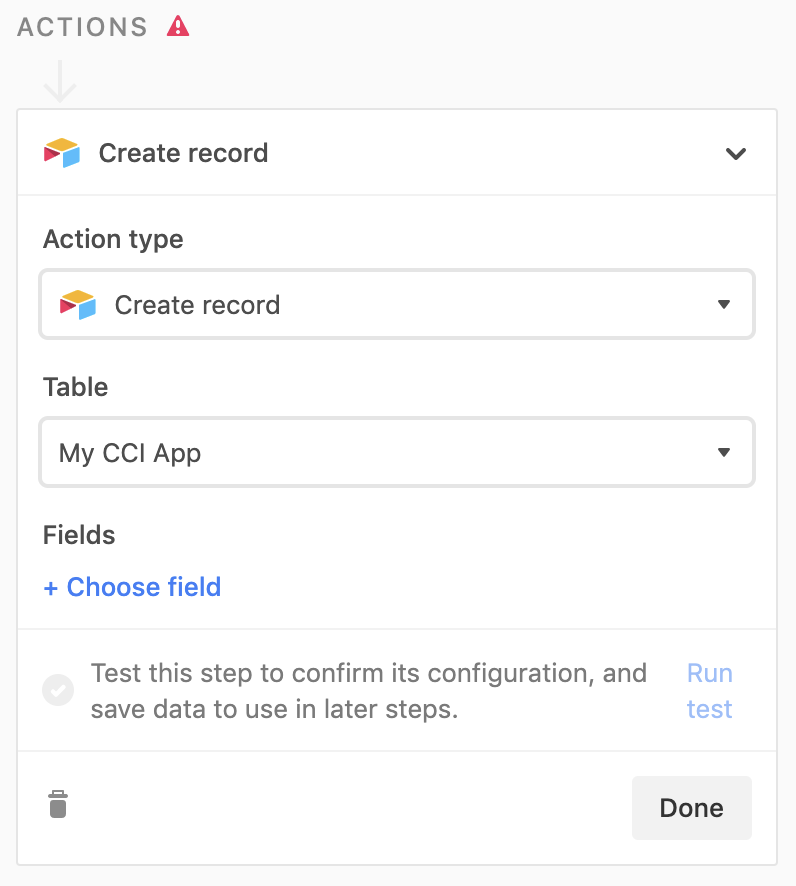 ACTIONS
Create record
Action type
Create record
Table
My CCI App
Fields
+ Choose field
Test this step to confirm its configuration, and
save data to use in later steps.
Run
test
Done